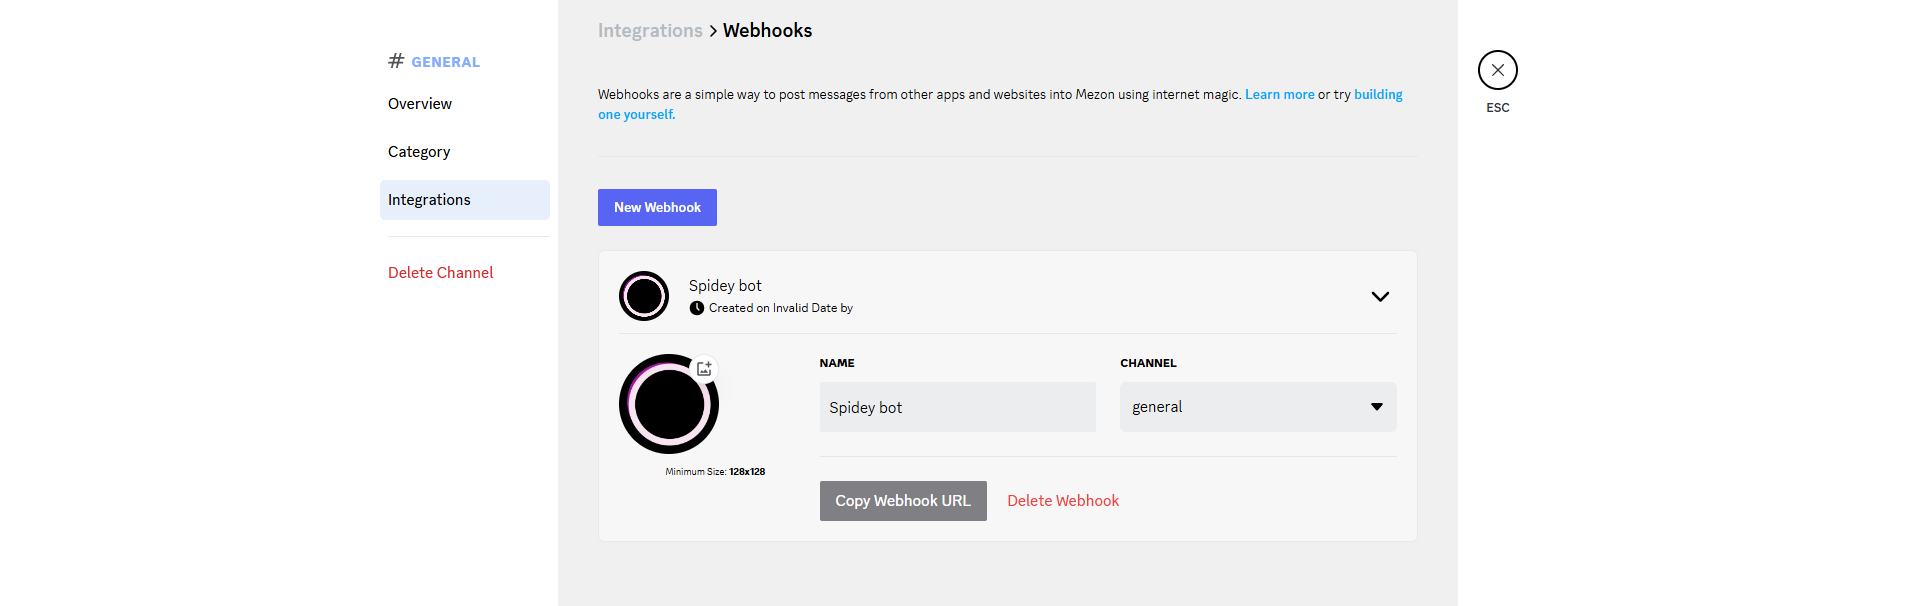 # GENERAL
Overview
Category
Integrations
Delete Channel
Integrations > Webhooks
Webhooks are a simple way to post messages from other apps and websites into Mezon using internet magic. Learn more or try building
one yourself.
New Webhook
Spidey bot
Created on Invalid Date by
Minimum Size: 128x128
NAME
Spidey bot
CHANNEL
general
Copy Webhook URL
Delete Webhook
ESC